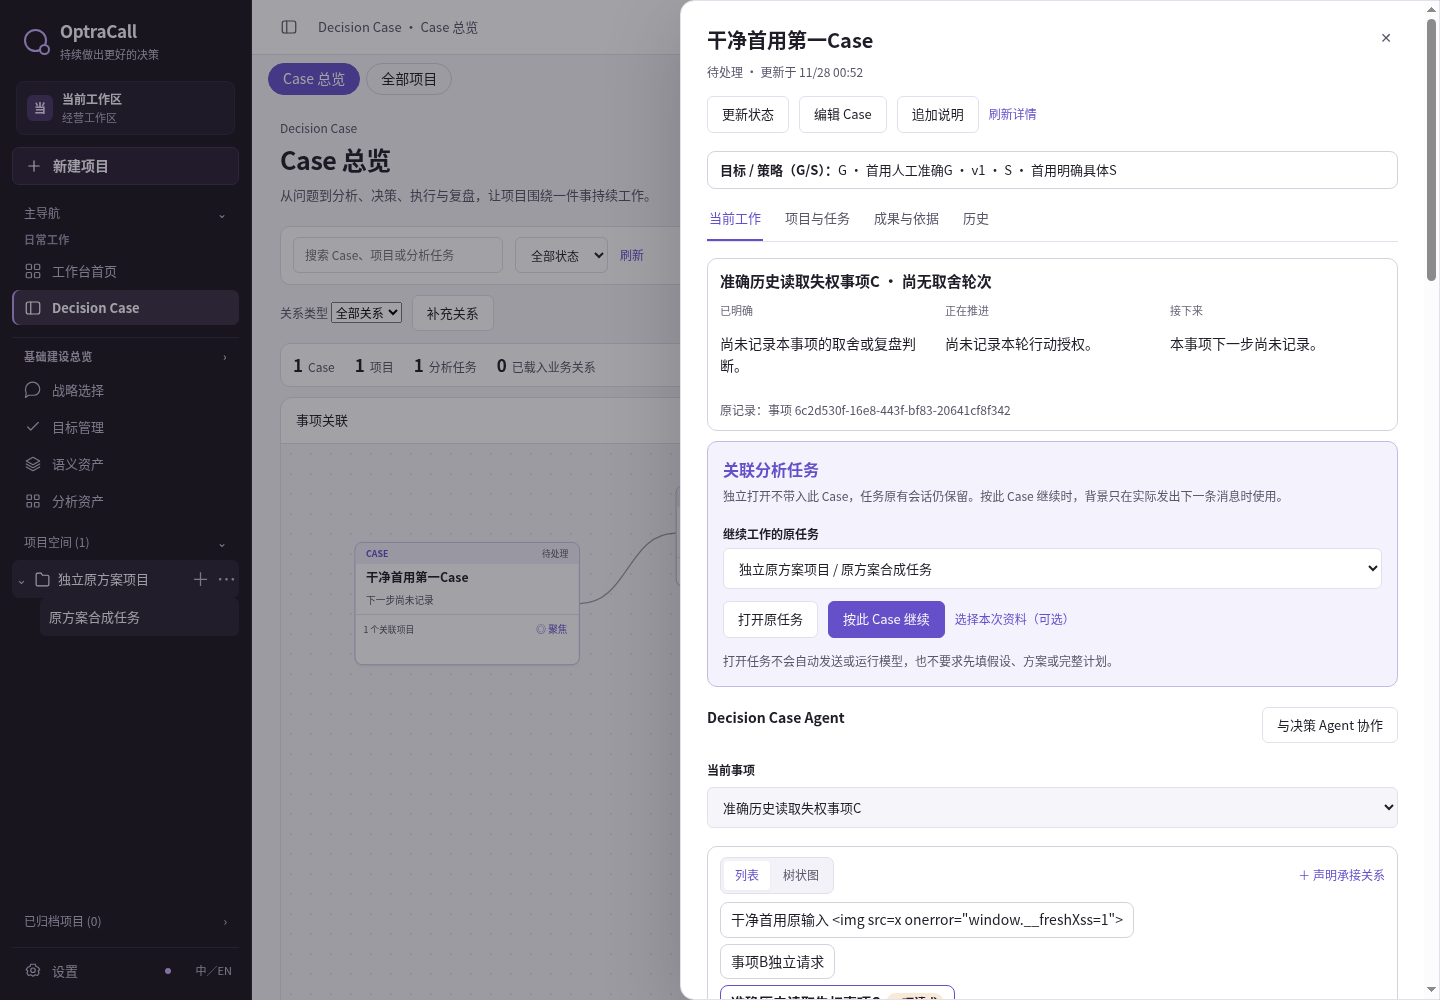 OptraCall
持续做出更好的决策
当
当前工作区
经营工作区
新建项目
主导航
日常工作
工作台首页
Decision Case
基础建设总览
战略选择
目标管理
语义资产
分析资产
项目空间 (1)
独立原方案项目
原方案合成任务
已归档项目 (0)
设置
中／EN
Decision Case · Case 总览
Case 总览
全部项目
Decision Case
Case 总览
从问题到分析、决策、执行与复盘，让项目围绕一件事持续工作。
搜索 Case、项目或分析任务
全部状态
刷新
关系类型 全部关系
补充关系
1 Case 1 项目 1 分析任务 0 已载入业务关系
事项关联
CASE
待处理
干净首用第一Case
下一步尚未记录
1 个关联项目
◎ 聚焦
干净首用第一Case
×
待处理 · 更新于 11/28 00:52
更新状态
编辑 Case
追加说明
刷新详情
目标 / 策略（G/S）：G · 首用人工准确G · v1 · S · 首用明确具体S
当前工作
项目与任务
成果与依据
历史
准确历史读取失权事项C · 尚无取舍轮次
已明确
正在推进
接下来
尚未记录本事项的取舍或复盘判断。
尚未记录本轮行动授权。
本事项下一步尚未记录。
原记录：事项 6c2d530f-16e8-443f-bf83-20641cf8f342
关联分析任务
独立打开不带入此 Case，任务原有会话仍保留。按此 Case 继续时，背景只在实际发出下一条消息时使用。
继续工作的原任务
独立原方案项目 / 原方案合成任务
打开原任务
按此 Case 继续
选择本次资料（可选）
打开任务不会自动发送或运行模型，也不要求先填假设、方案或完整计划。
Decision Case Agent
与决策 Agent 协作
当前事项
准确历史读取失权事项C
列表
树状图
＋ 声明承接关系
干净首用原输入 <img src=x onerror="window.__freshXss=1">
事项B独立请求
准确历史读取失权事项C